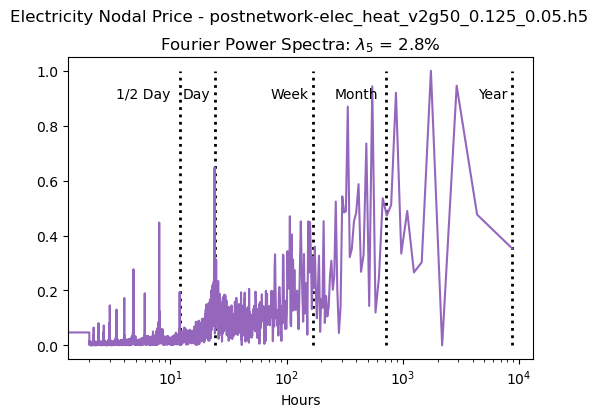 Electricity Nodal Price - postnetwork-elec_heat_v2g50_0.125_0.05.h5
Fourier Power Spectra: λ₅ = 2.8%
1.0
0.8
0.6
0.4
0.2
0.0
1/2 Day
Day
Week
Month
Year
10¹
10²
10³
10⁴
Hours